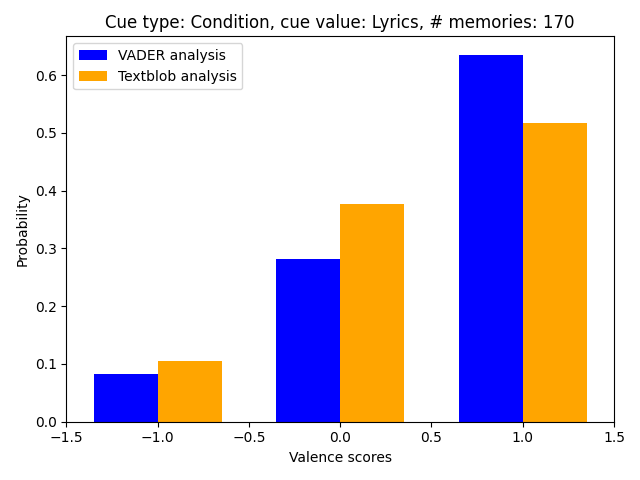 Cue type: Condition, cue value: Lyrics, # memories: 170
VADER analysis
Textblob analysis
Probability
0.6
0.5
0.4
0.3
0.2
0.1
0.0
−1.5 −1.0 −0.5 0.0 0.5 1.0 1.5
Valence scores